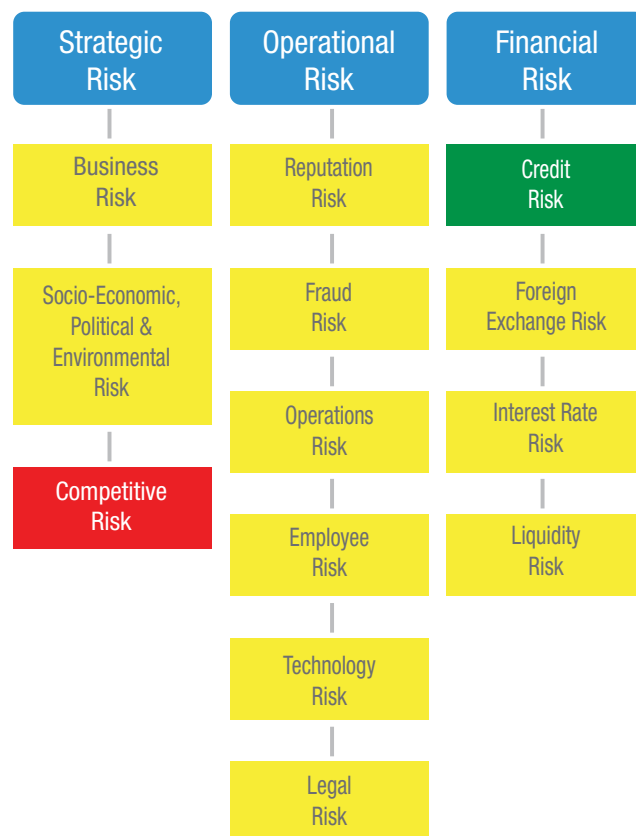 Strategic
Risk
Business
Risk
Socio-Economic,
Political &
Environmental
Risk
Competitive
Risk
Operational
Risk
Reputation
Risk
Fraud
Risk
Operations
Risk
Employee
Risk
Technology
Risk
Legal
Risk
Financial
Risk
Credit
Risk
Foreign
Exchange Risk
Interest Rate
Risk
Liquidity
Risk